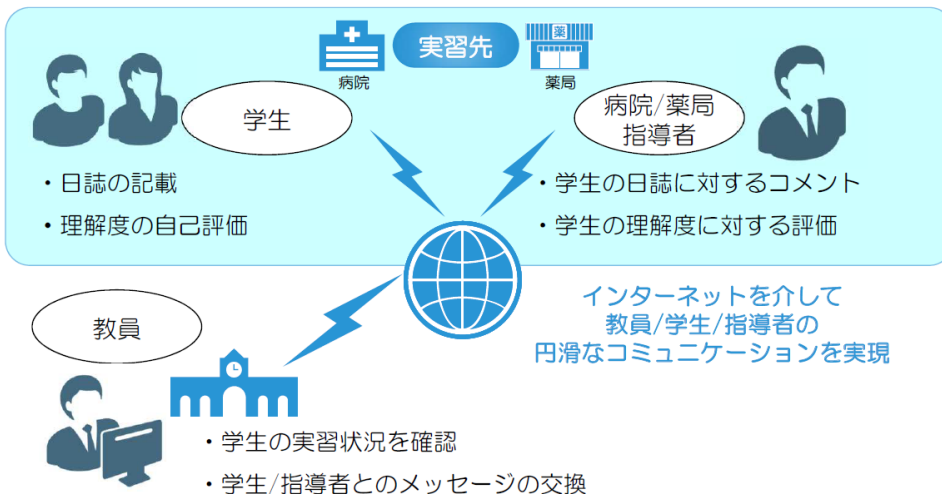 実習先
病院
薬
薬局
学生
・日誌の記載
・理解度の自己評価
病院/薬局
指導者
・学生の日誌に対するコメント
・学生の理解度に対する評価
インターネットを介して
教員/学生/指導者の
円滑なコミュニケーションを実現
教員
・学生の実習状況を確認
・学生/指導者とのメッセージの交換